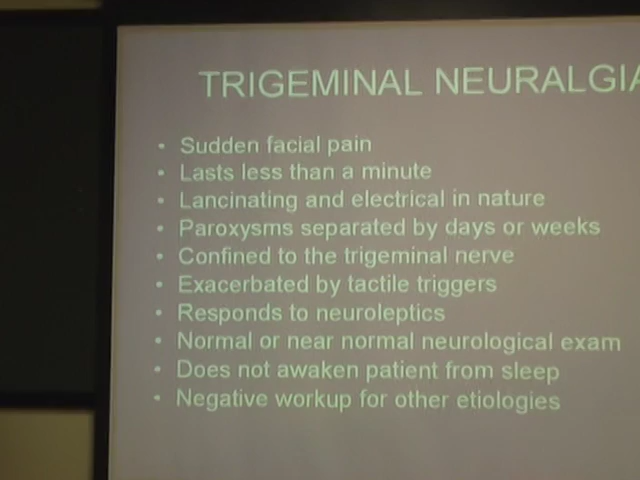 TRIGEMINAL NEURALGIA
• Sudden facial pain
• Lasts less than a minute
• Lancinating and electrical in nature
• Paroxysms separated by days or weeks
• Confined to the trigeminal nerve
• Exacerbated by tactile triggers
• Responds to neuroleptics
• Normal or near normal neurological exam
• Does not awaken patient from sleep
• Negative workup for other etiologies